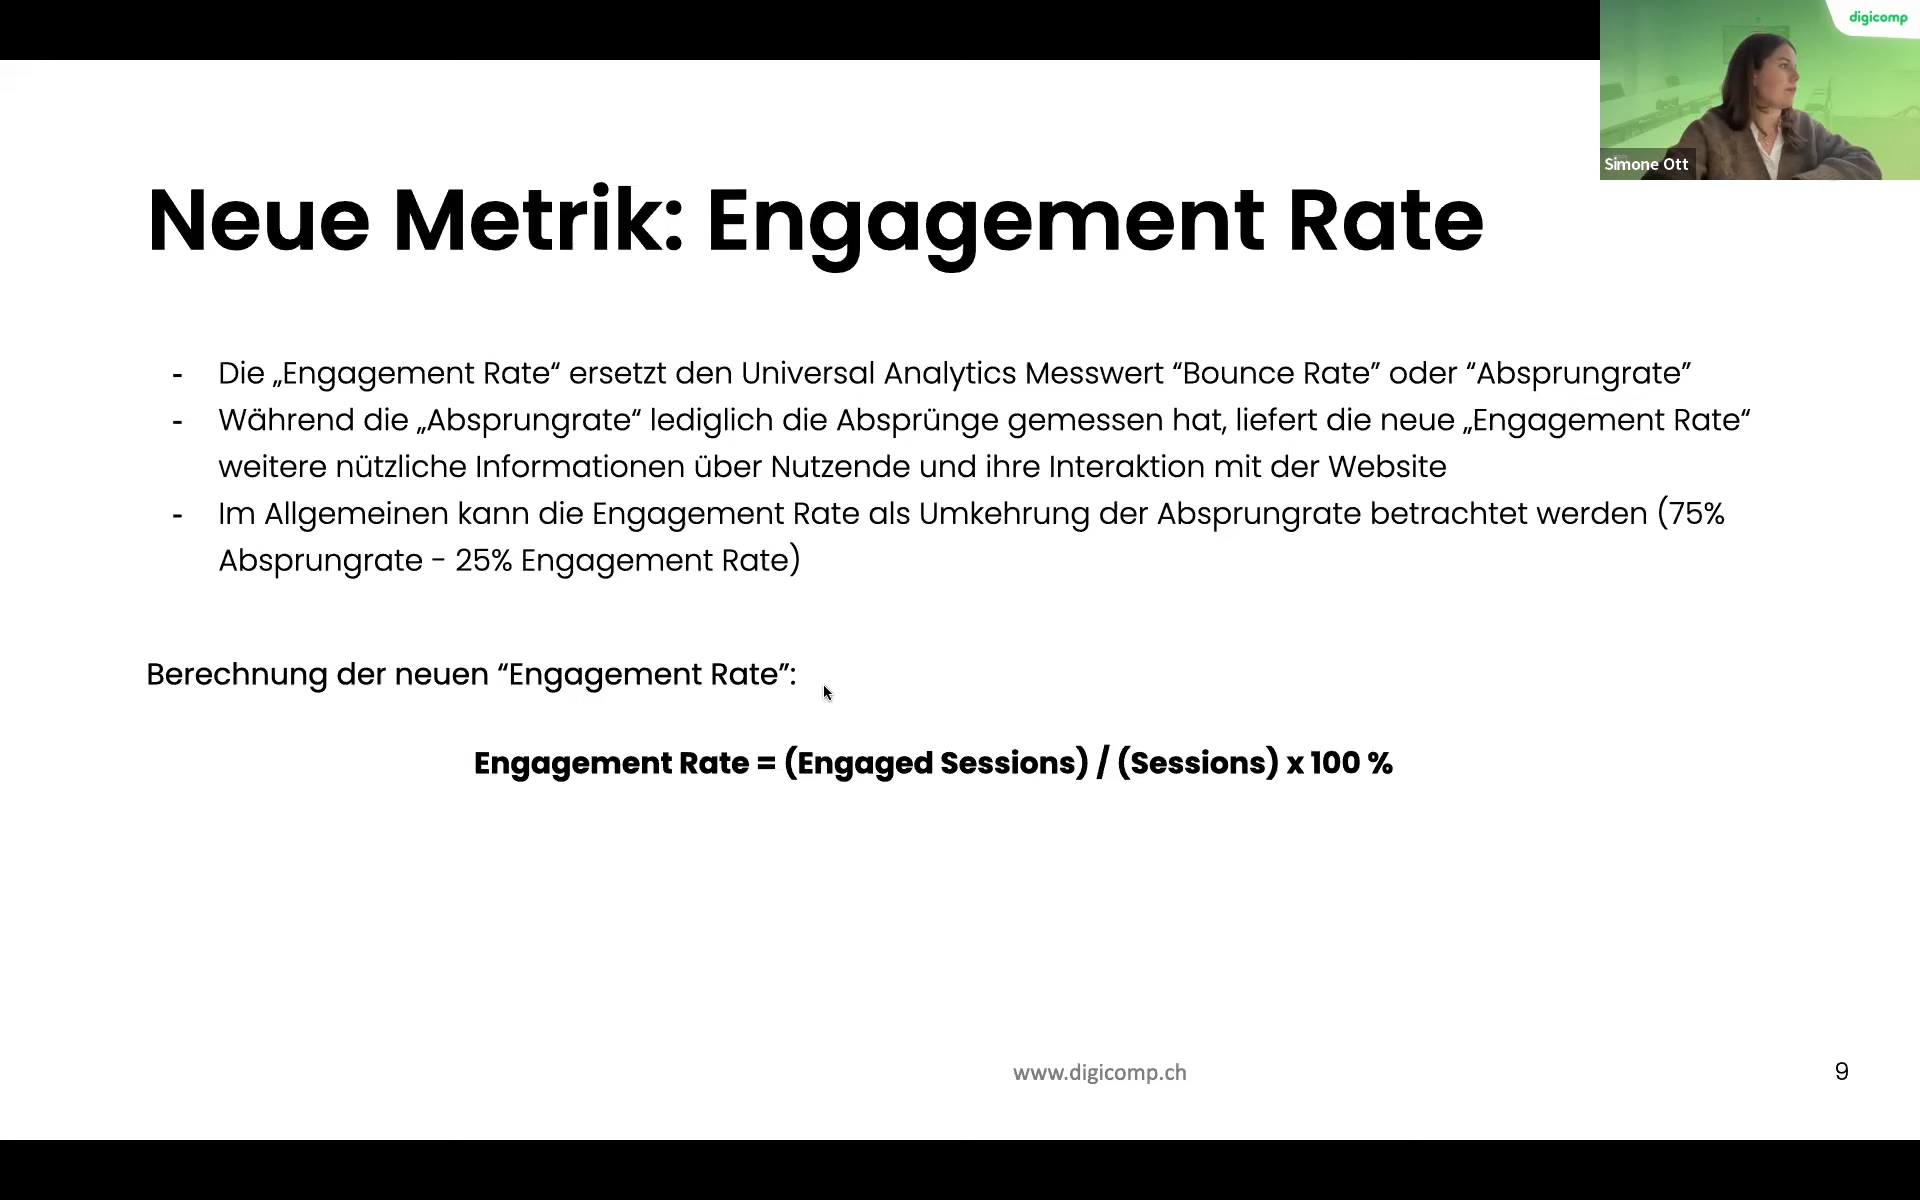 digicomp
Simone Ott
Neue Metrik: Engagement Rate
- Die „Engagement Rate“ ersetzt den Universal Analytics Messwert “Bounce Rate” oder “Absprungrate”
- Während die „Absprungrate“ lediglich die Absprünge gemessen hat, liefert die neue „Engagement Rate“
weitere nützliche Informationen über Nutzende und ihre Interaktion mit der Website
- Im Allgemeinen kann die Engagement Rate als Umkehrung der Absprungrate betrachtet werden (75%
Absprungrate - 25% Engagement Rate)
Berechnung der neuen “Engagement Rate”:
Engagement Rate = (Engaged Sessions) / (Sessions) x 100 %
www.digicomp.ch
9